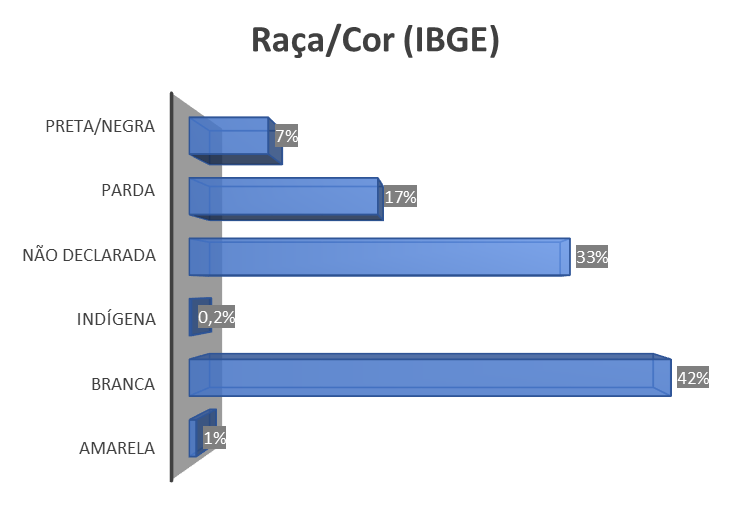 Raça/Cor (IBGE)
PRETA/NEGRA 7%
PARDA 17%
NÃO DECLARADA 33%
INDÍGENA 0,2%
BRANCA 42%
AMARELA 1%